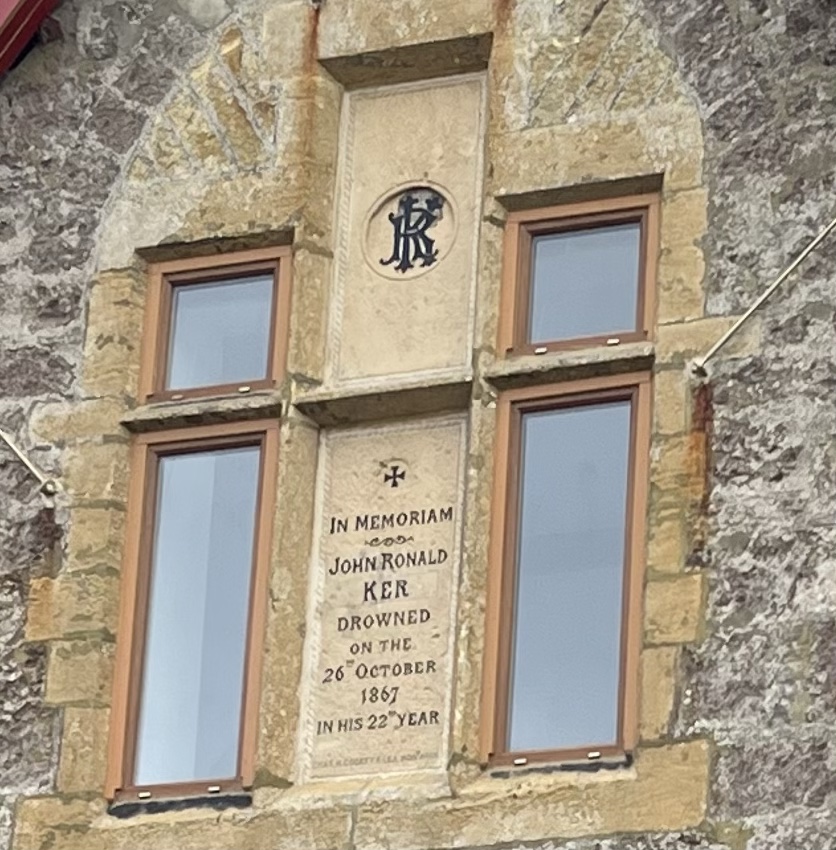 JRK
IN MEMORIAM
JOHN RONALD
KER
DROWNED
ON THE
26TH OCTOBER
1867
IN HIS 22ND YEAR